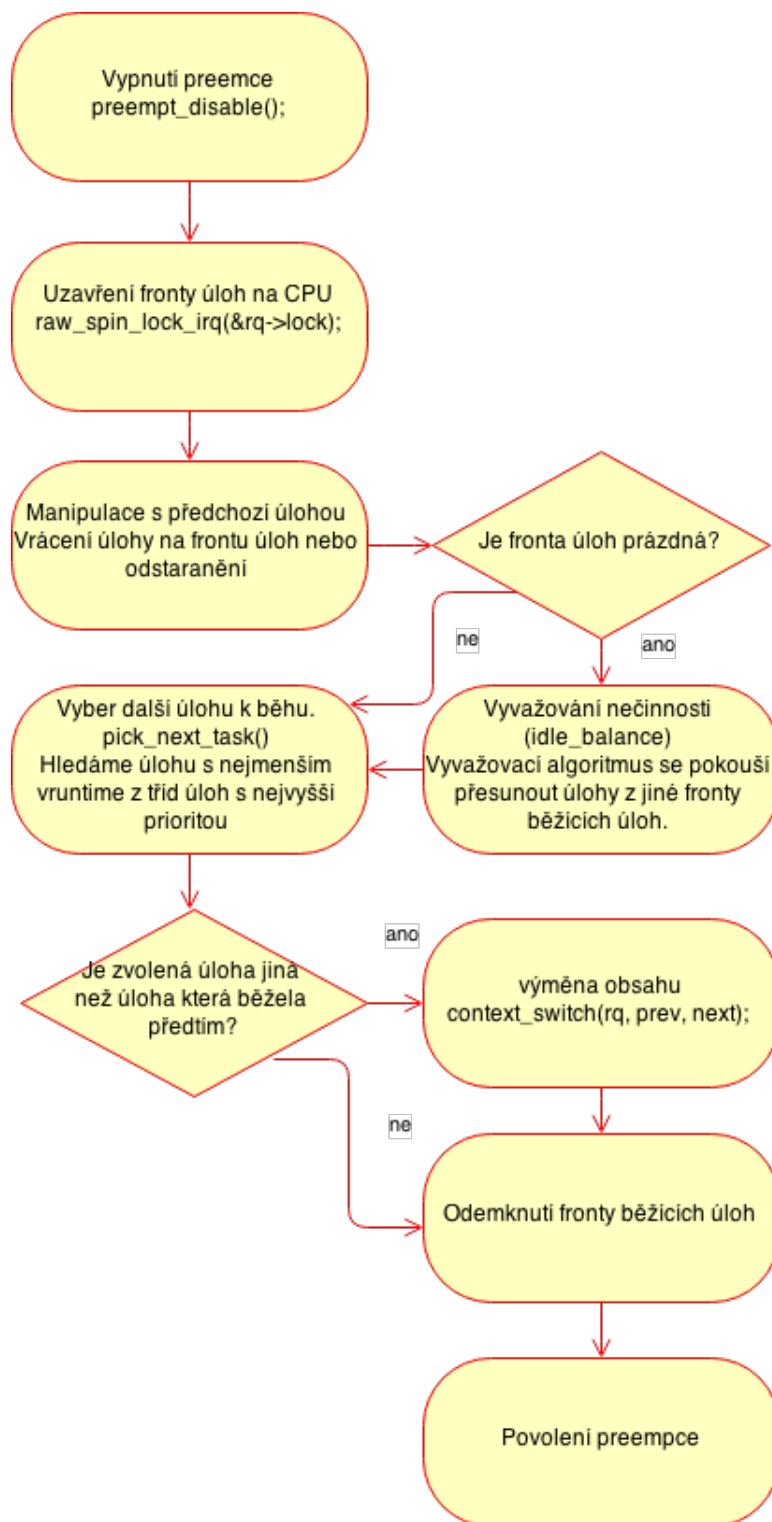 Vypnutí preemce
preempt_disable();
Uzavření fronty úloh na CPU
raw_spin_lock_irq(&rq->lock);
Manipulace s předchozí úlohou
Vrácení úlohy na frontu úloh nebo
odstaranění
Je fronta úloh prázdná?
ne
ano
Vyber další úlohu k běhu.
pick_next_task()
Hledáme úlohu s nejmenším
vruntime z tříd úloh s nejvyšší
prioritou
Vyvažování nečinnosti
(idle_balance)
Vyvažovací algoritmus se pokouší
přesunout úlohy z jiné fronty
běžících úloh.
Je zvolená úloha jiná
než úloha která běžela
předtím?
ano
výměna obsahu
context_switch(rq, prev, next);
ne
Odemknutí fronty běžících úloh
Povolení preempce